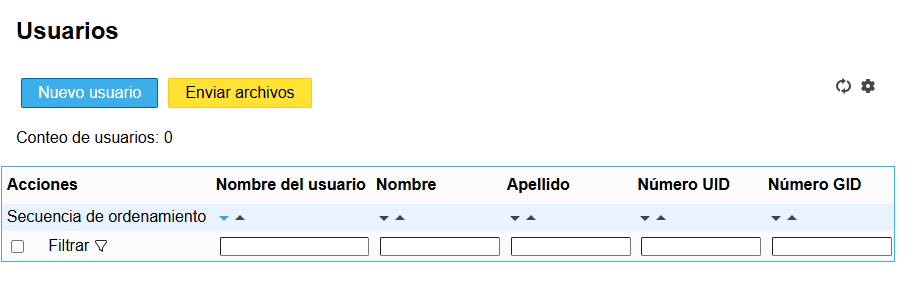 Usuarios
Nuevo usuario Enviar archivos
Conteo de usuarios: 0
Acciones Nombre del usuario Nombre Apellido Número UID Número GID
Secuencia de ordenamiento
Filtrar